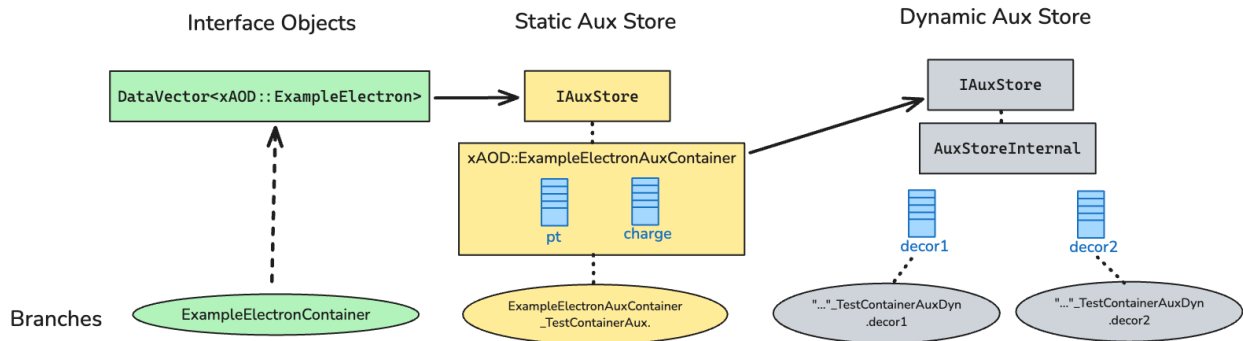 Interface Objects
Static Aux Store
Dynamic Aux Store
DataVector<xAOD::ExampleElectron>
IAuxStore
IAuxStore
AuxStoreInternal
xAOD::ExampleElectronAuxContainer
pt
charge
decor1
decor2
Branches
ExampleElectronContainer
ExampleElectronAuxContainer
_TestContainerAux.
"..."_TestContainerAuxDyn
.decor1
"..."_TestContainerAuxDyn
.decor2